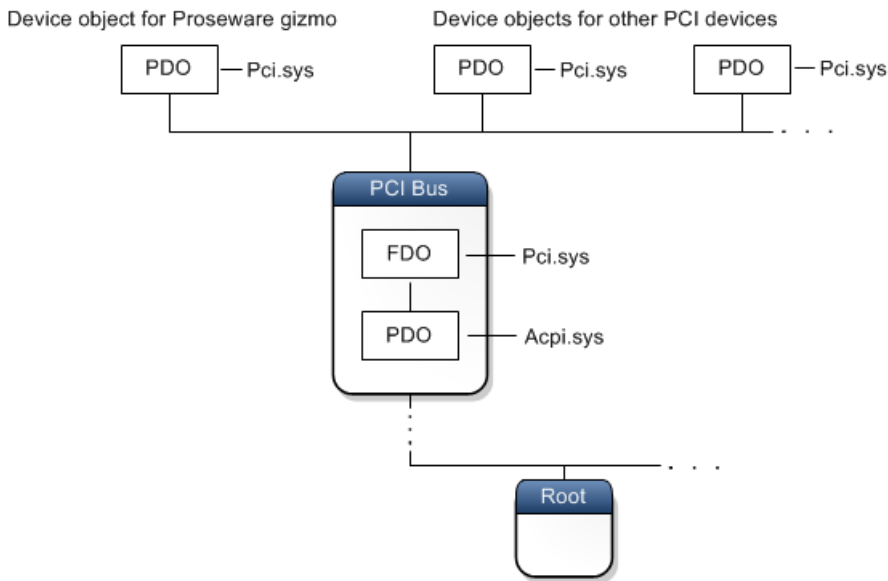 Device object for Proseware gizmo
Device objects for other PCI devices
PDO
Pci.sys
PDO
Pci.sys
PDO
Pci.sys
. . .
PCI Bus
FDO
Pci.sys
PDO
Acpi.sys
. . .
Root